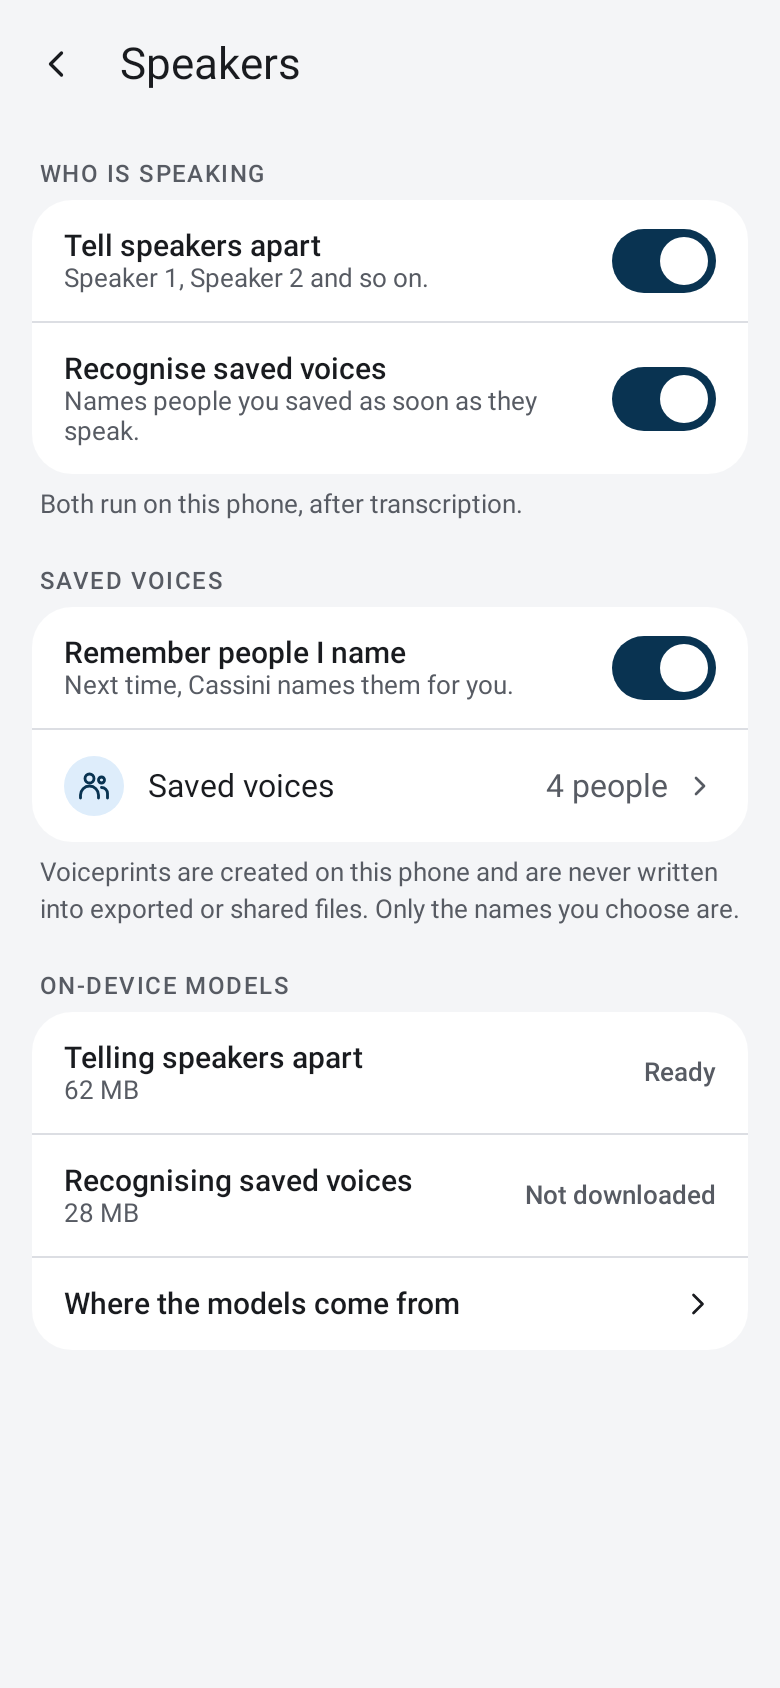 Speakers
WHO IS SPEAKING
Tell speakers apart
Speaker 1, Speaker 2 and so on.
Recognise saved voices
Names people you saved as soon as they
speak.
Both run on this phone, after transcription.
SAVED VOICES
Remember people I name
Next time, Cassini names them for you.
Saved voices
4 people
Voiceprints are created on this phone and are never written
into exported or shared files. Only the names you choose are.
ON-DEVICE MODELS
Telling speakers apart
62 MB
Ready
Recognising saved voices
28 MB
Not downloaded
Where the models come from